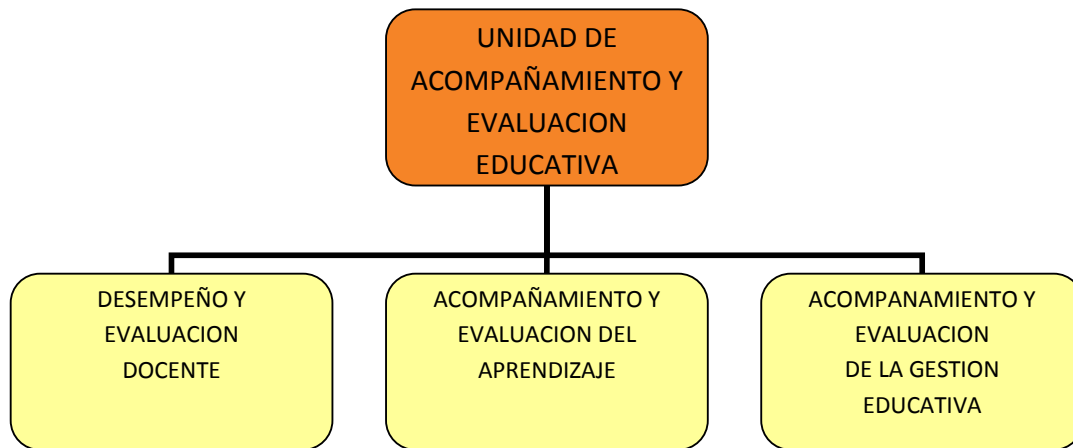 UNIDAD DE
ACOMPAÑAMIENTO Y
EVALUACION
EDUCATIVA
DESEMPEÑO Y
EVALUACION
DOCENTE
ACOMPAÑAMIENTO Y
EVALUACION DEL
APRENDIZAJE
ACOMPANAMIENTO Y
EVALUACION
DE LA GESTION
EDUCATIVA